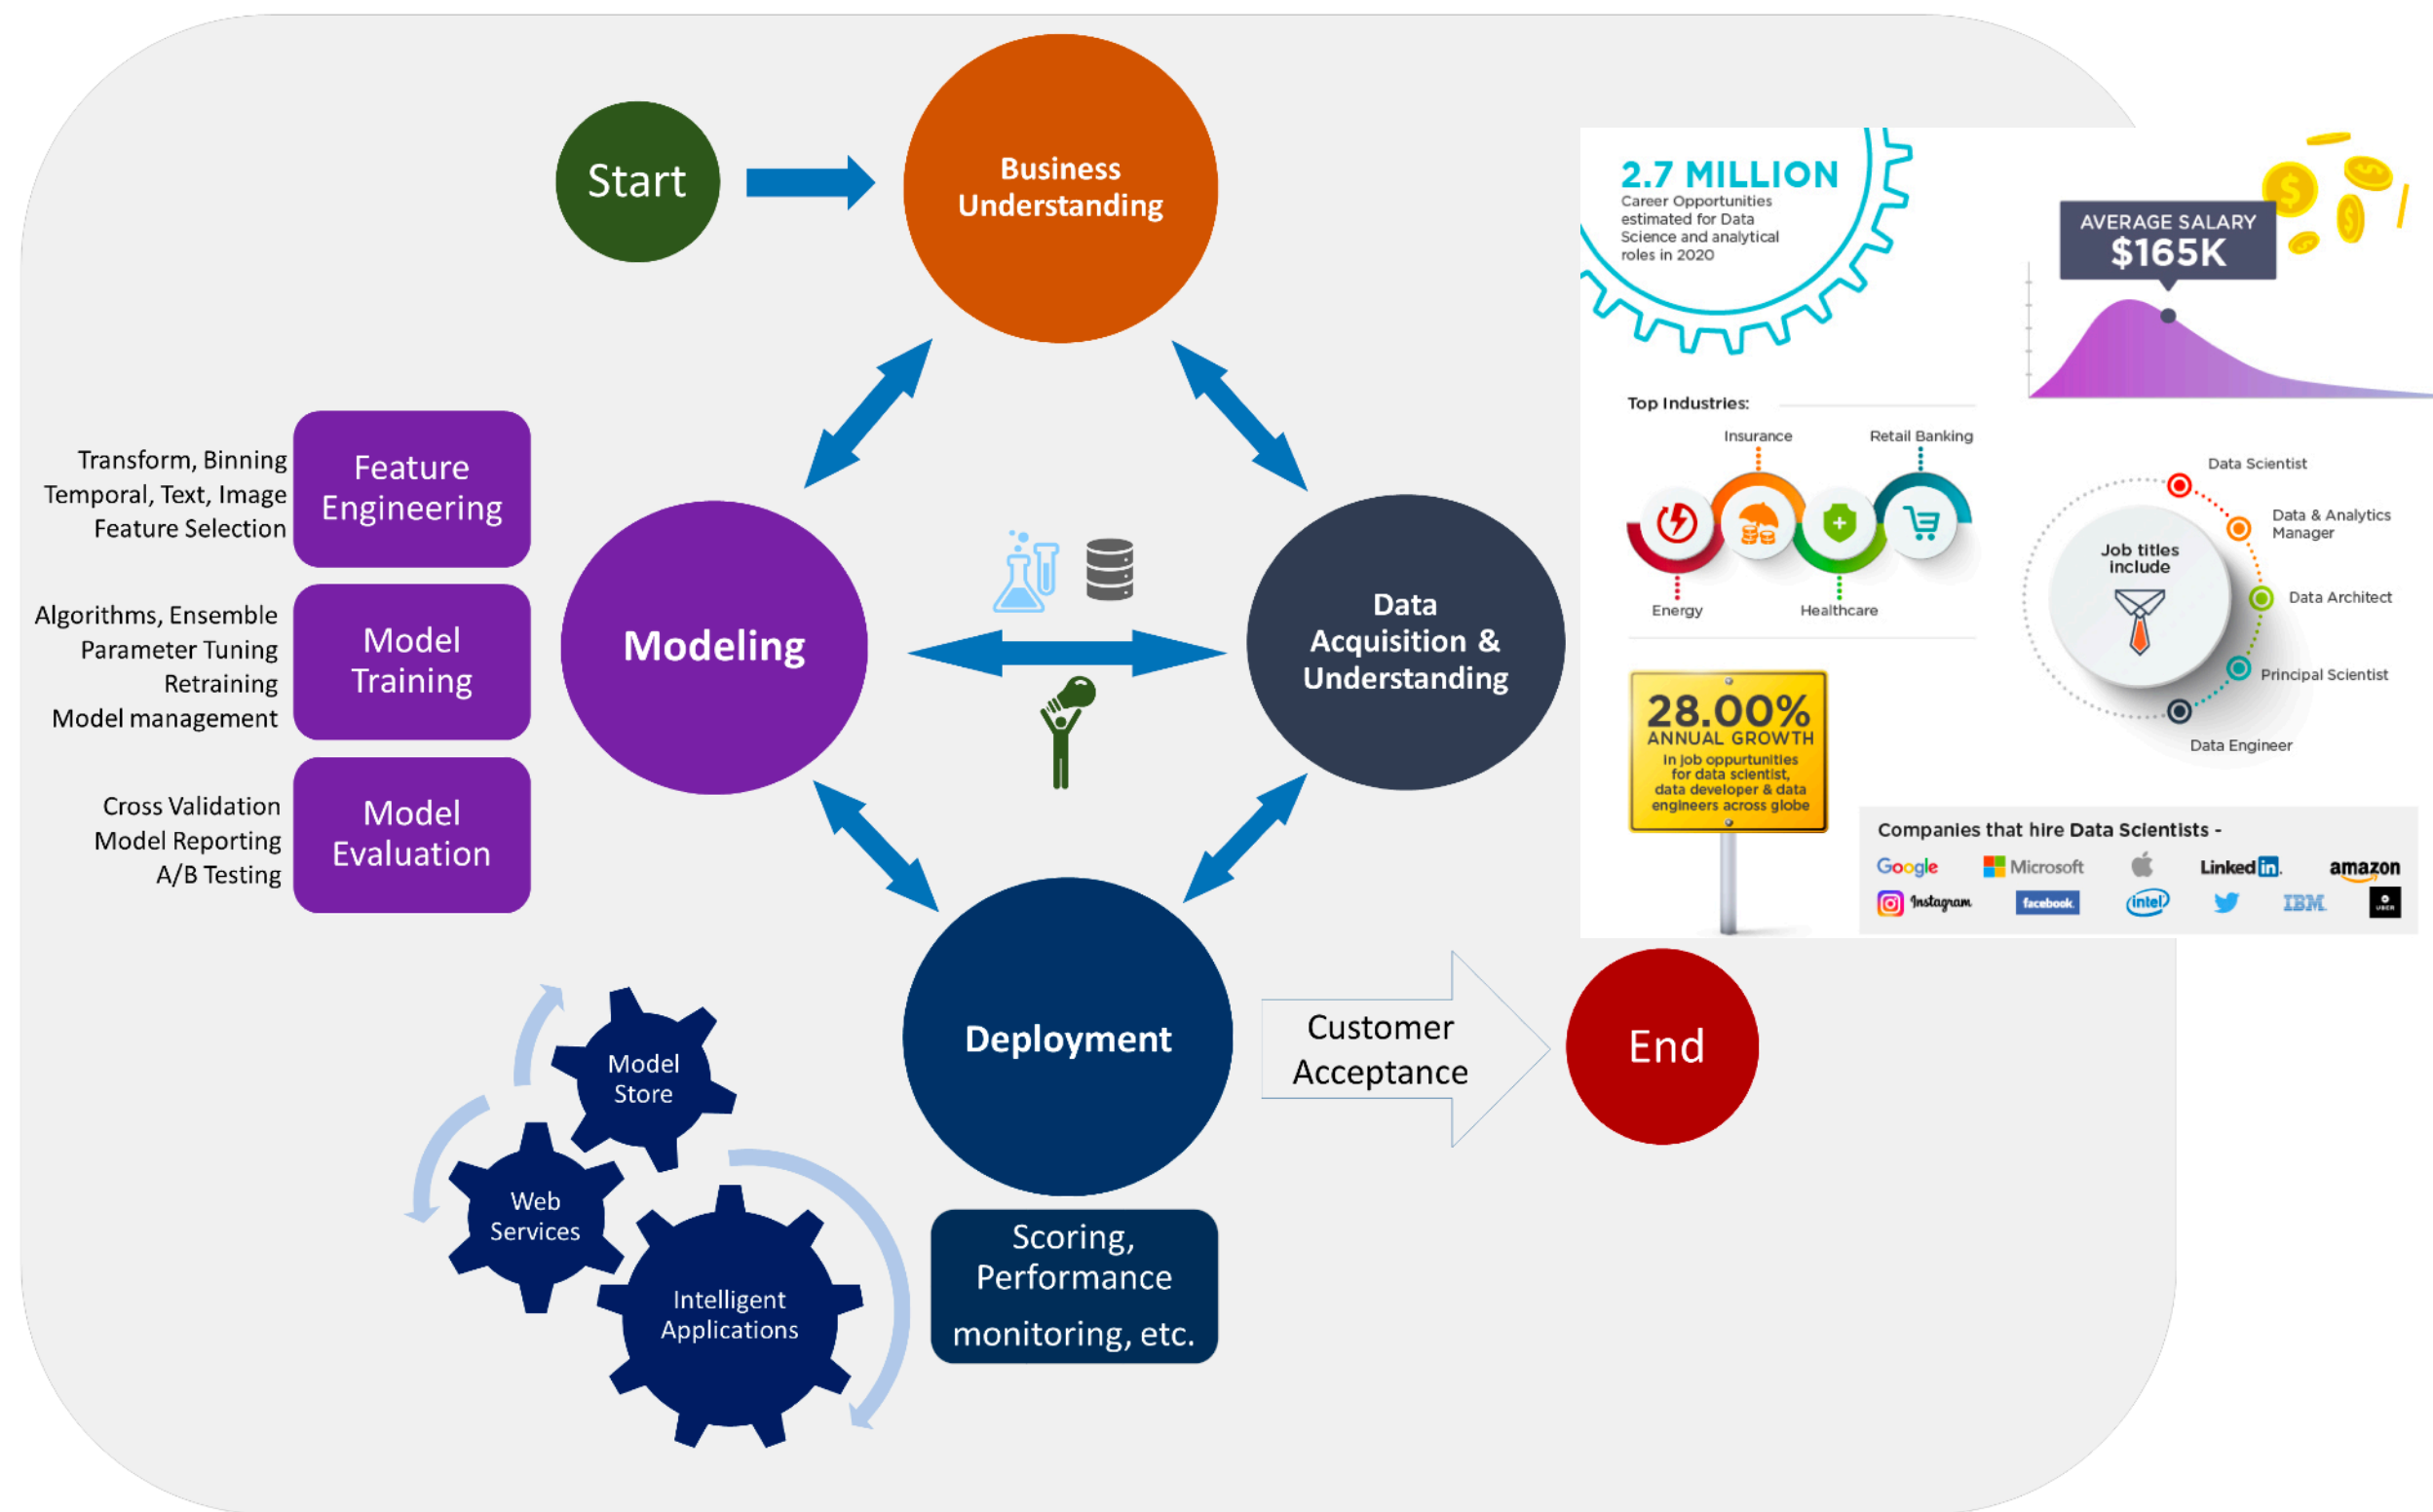 Start
Business
Understanding
Feature
Engineering
Transform, Binning
Temporal, Text, Image
Feature Selection
Model
Training
Algorithms, Ensemble
Parameter Tuning
Retraining
Model management
Model
Evaluation
Cross Validation
Model Reporting
A/B Testing
Modeling
Data
Acquisition &
Understanding
Deployment
Customer
Acceptance
End
Model
Store
Web
Services
Intelligent
Applications
Scoring,
Performance
monitoring, etc.
2.7 MILLION
Career Opportunities
estimated for Data
Science and analytical
roles in 2020
AVERAGE SALARY
$165K
Top Industries:
Insurance
Retail Banking
Energy
Healthcare
Job titles
include
Data Scientist
Data & Analytics
Manager
Data Architect
Principal Scientist
Data Engineer
28.00%
ANNUAL GROWTH
In job oppurtunities
for data scientist,
data developer & data
engineers across globe
Companies that hire Data Scientists -
Google
Microsoft
Linked in.
amazon
Instagram
facebook.
intel
IBM.
UBER